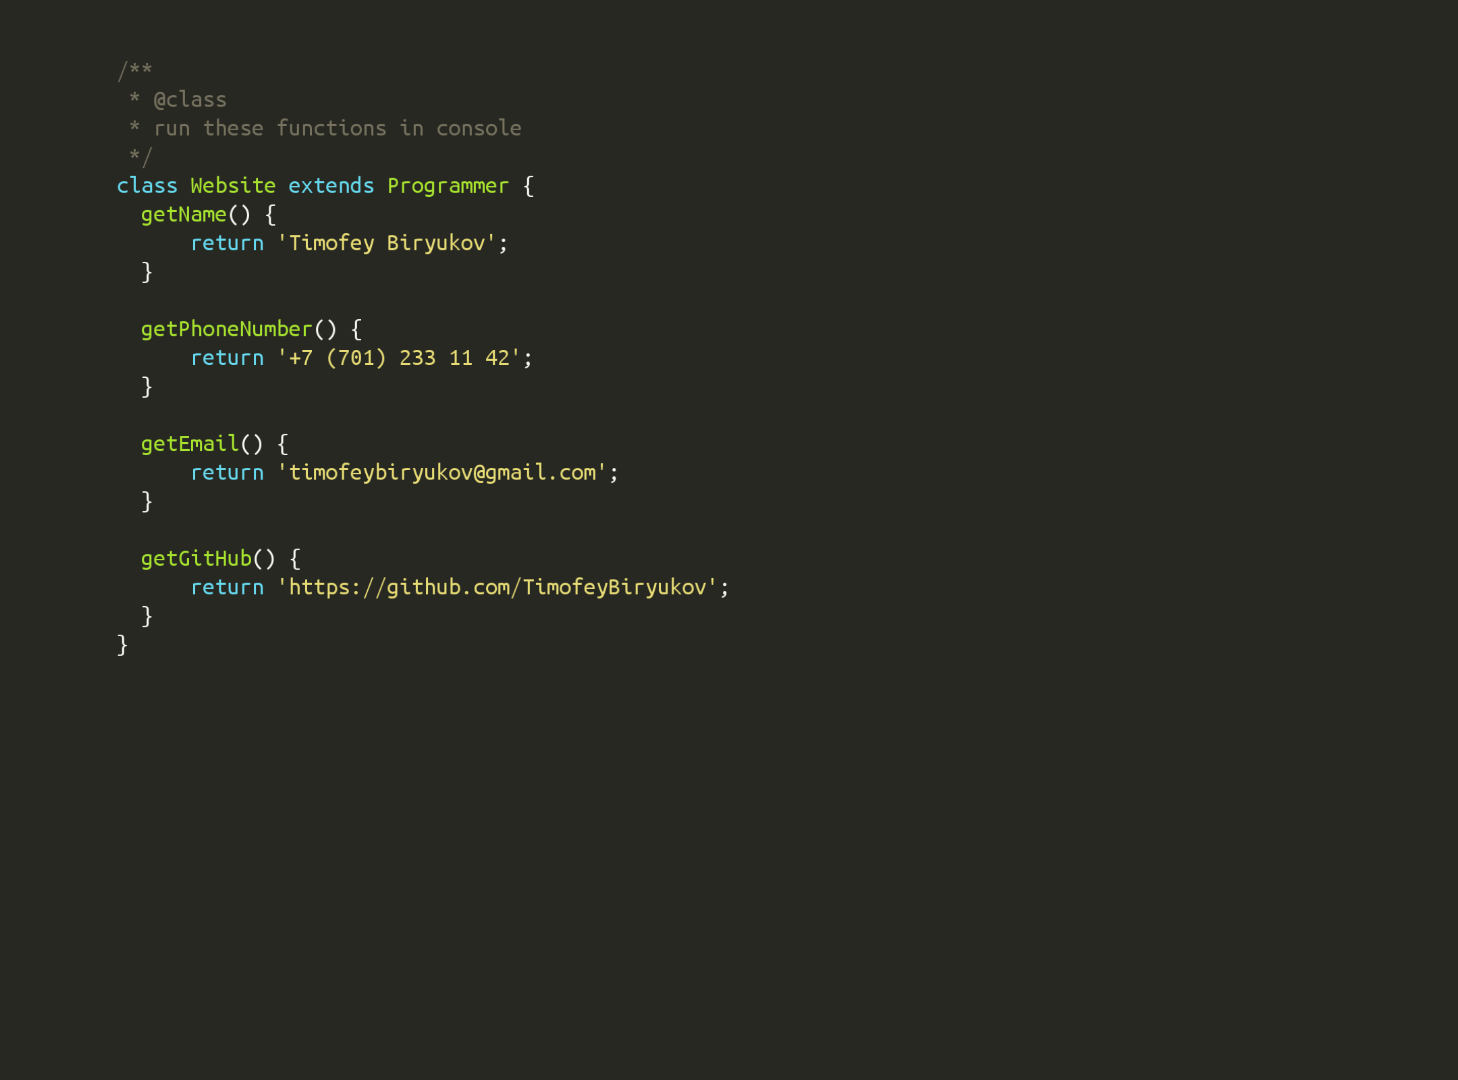 /**
 * @class
 * run these functions in console
 */
class Website extends Programmer {
  getName() {
      return 'Timofey Biryukov';
  }

  getPhoneNumber() {
      return '+7 (701) 233 11 42';
  }

  getEmail() {
      return 'timofeybiryukov@gmail.com';
  }

  getGitHub() {
      return 'https://github.com/TimofeyBiryukov';
  }
}